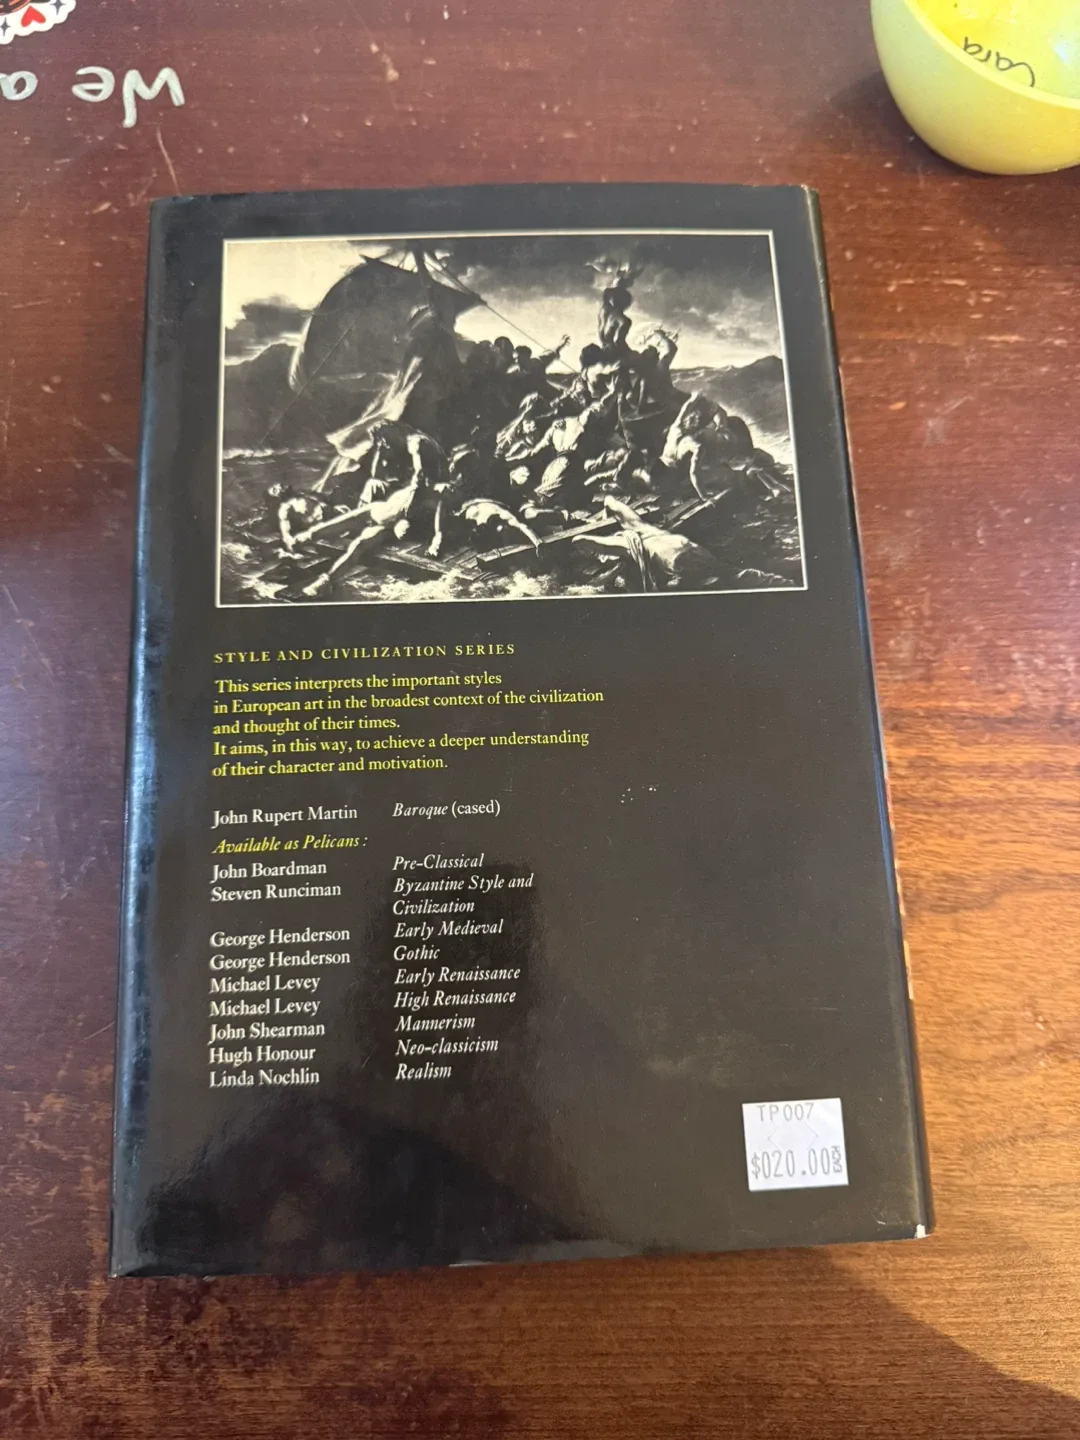 We a
Cara
STYLE AND CIVILIZATION SERIES
This series interprets the important styles
in European art in the broadest context of the civilization
and thought of their times.
It aims, in this way, to achieve a deeper understanding
of their character and motivation.
John Rupert Martin Baroque (cased)
Available as Pelicans:
John Boardman Pre-Classical
Steven Runciman Byzantine Style and
Civilization
George Henderson Early Medieval
George Henderson Gothic
Michael Levey Early Renaissance
Michael Levey High Renaissance
John Shearman Mannerism
Hugh Honour Neo-classicism
Linda Nochlin Realism
TP007
$020.00 EACH